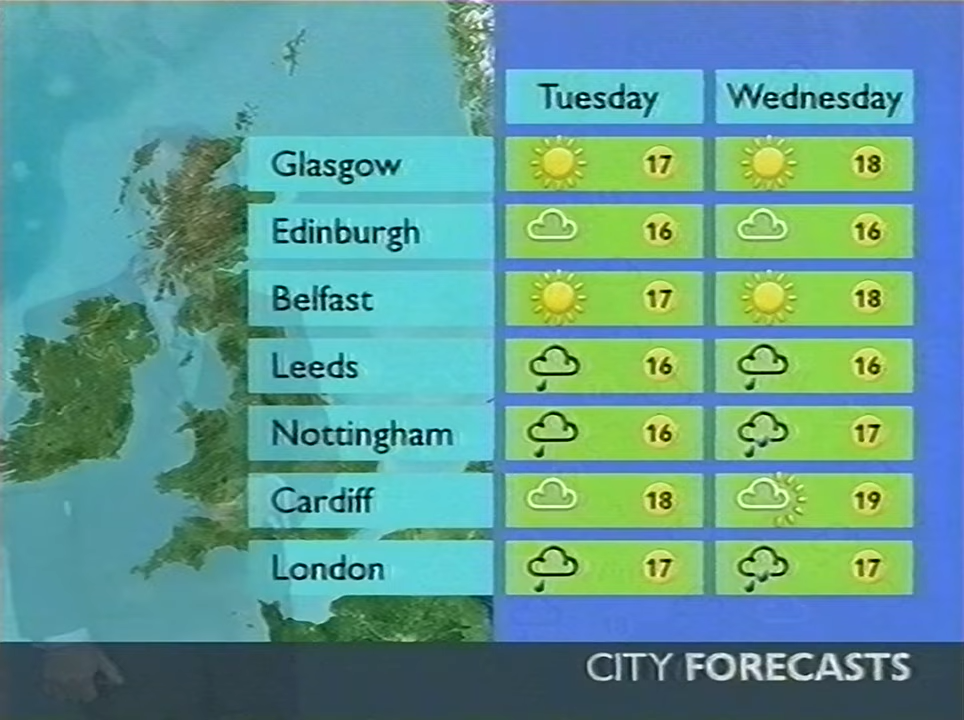 Tuesday Wednesday
Glasgow 17 18
Edinburgh 16 16
Belfast 17 18
Leeds 16 16
Nottingham 16 17
Cardiff 18 19
London 17 17
CITY FORECASTS